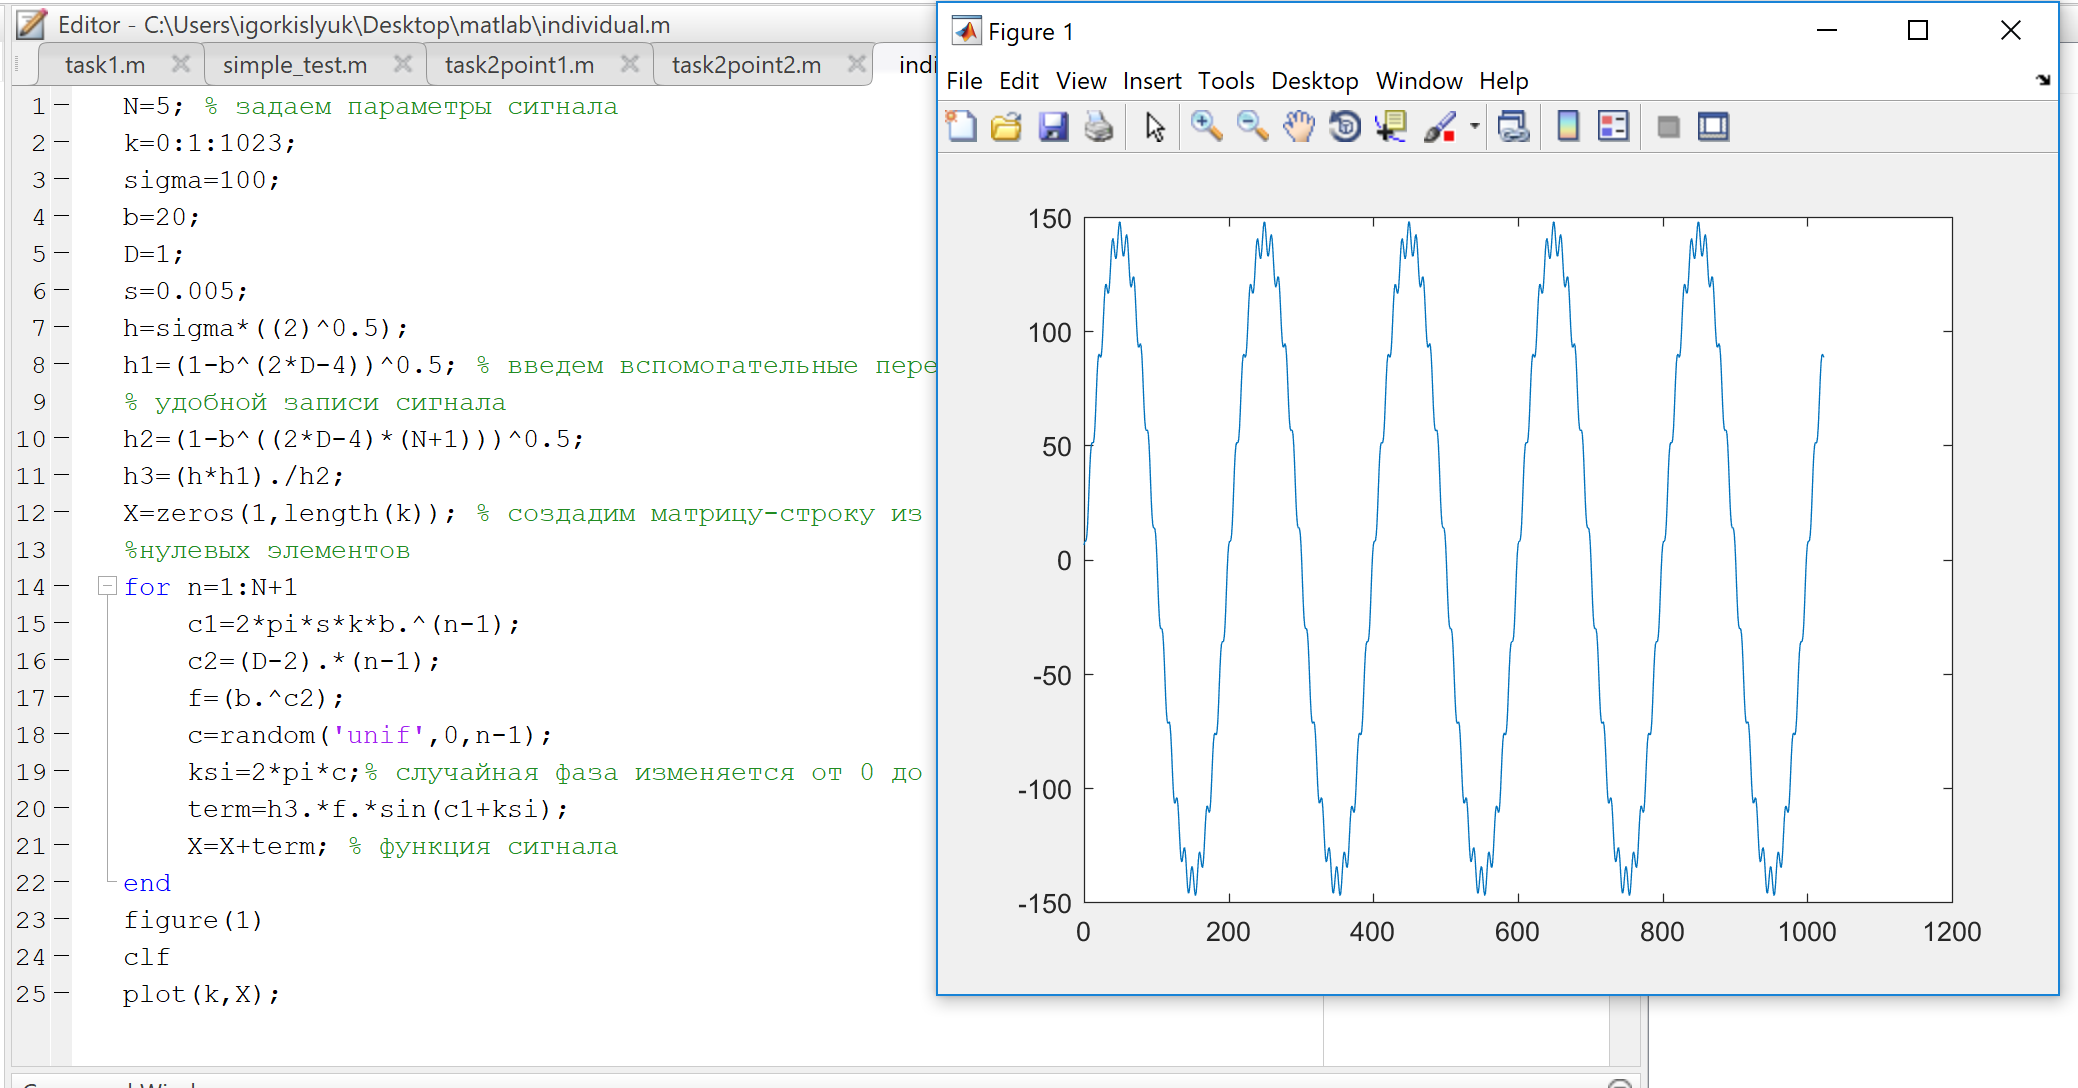 Editor - C:\Users\igorkislyuk\Desktop\matlab\individual.m
task1.m
simple_test.m
task2point1.m
task2point2.m
1 N=5; % задаем параметры сигнала
2 k=0:1:1023;
3 sigma=100;
4 b=20;
5 D=1;
6 s=0.005;
7 h=sigma*((2)^0.5);
8 h1=(1-b^(2*D-4))^0.5; % введем вспомогательные
9 % удобной записи сигнала
10 h2=(1-b^((2*D-4)*(N+1)))^0.5;
11 h3=(h*h1)./h2;
12 X=zeros(1,length(k)); % создадим матрицу-строку из
13 %нулевых элементов
14 for n=1:N+1
15 c1=2*pi*s*k*b.^(n-1);
16 c2=(D-2).*(n-1);
17 f=(b.^c2);
18 c=random('unif',0,n-1);
19 ksi=2*pi*c;% случайная фаза изменяется от 0 до
20 term=h3.*f.*sin(c1+ksi);
21 X=X+term; % функция сигнала
22 end
23 figure(1)
24 clf
25 plot(k,X);
Figure 1
File Edit View Insert Tools Desktop Window Help
150
100
50
0
-50
-100
-150
0 200 400 600 800 1000 1200